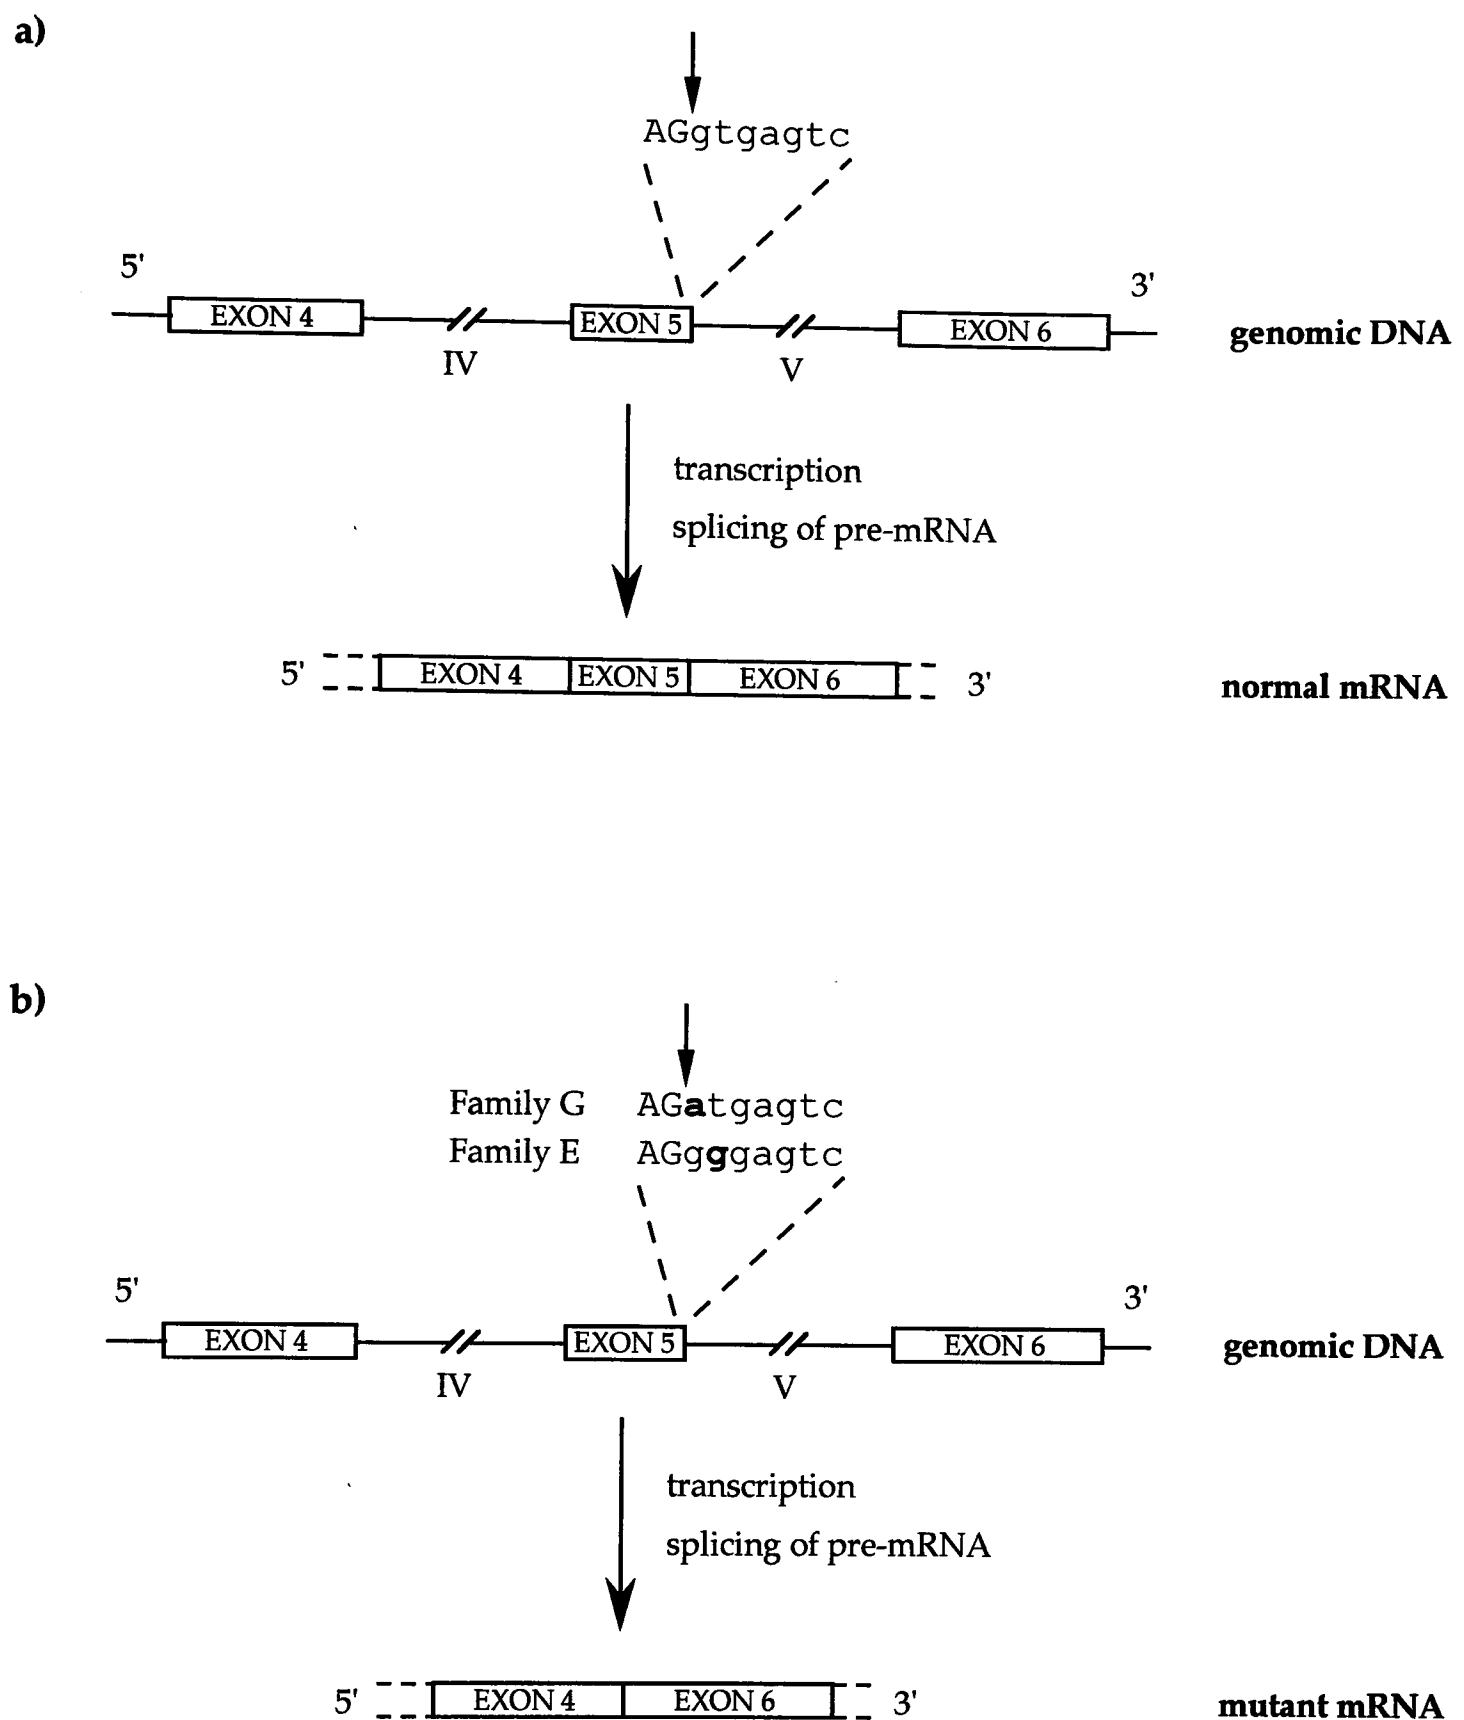 a)
AGgtgagtc
5'
3'
EXON 4
EXON 5
EXON 6
genomic DNA
IV
V
transcription
splicing of pre-mRNA
5'
EXON 4
EXON 5
EXON 6
3'
normal mRNA
b)
Family G AGatgagtc
Family E AGgggagtc
5'
3'
EXON 4
EXON 5
EXON 6
genomic DNA
IV
V
transcription
splicing of pre-mRNA
5'
EXON 4
EXON 6
3'
mutant mRNA